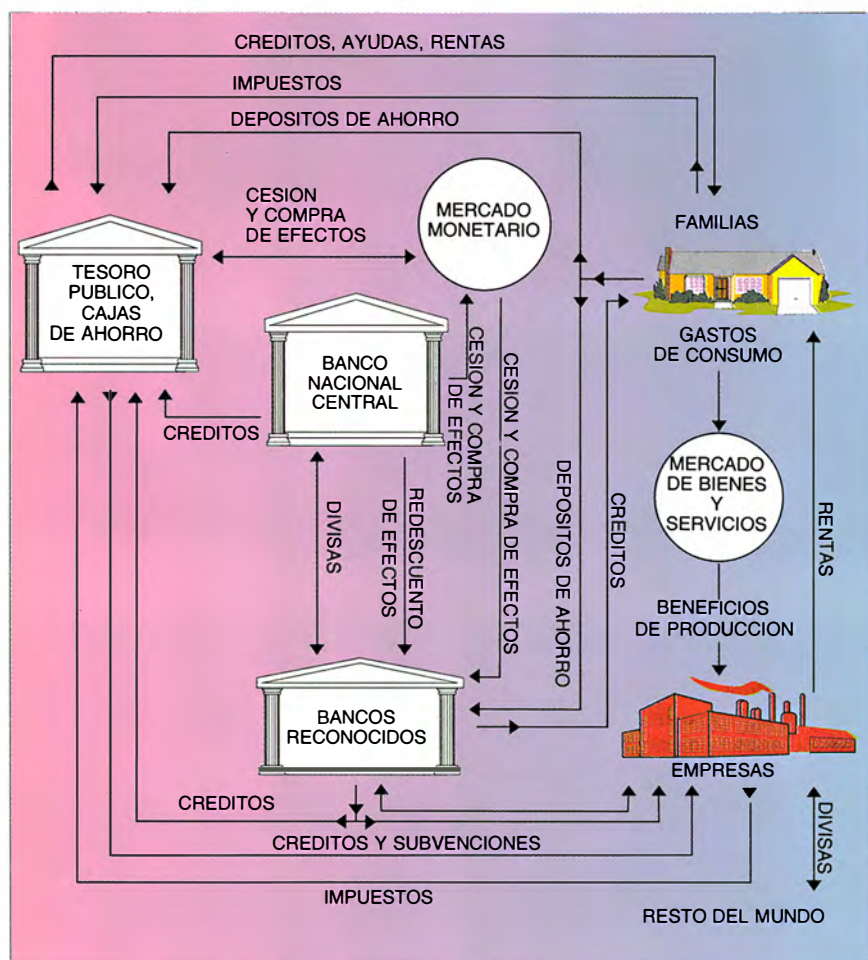 CREDITOS, AYUDAS, RENTAS
IMPUESTOS
DEPOSITOS DE AHORRO
CESION
Y COMPRA
DE EFECTOS
MERCADO
MONETARIO
FAMILIAS
TESORO
PUBLICO,
CAJAS
DE AHORRO
BANCO
NACIONAL
CENTRAL
GASTOS
DE CONSUMO
CREDITOS
CESION Y COMPRA
DE EFECTOS
CESION Y COMPRA DE EFECTOS
MERCADO
DE BIENES
Y
SERVICIOS
DIVISAS
REDESCUENTO
DE EFECTOS
DEPOSITOS DE AHORRO
CREDITOS
RENTAS
BENEFICIOS
DE PRODUCCION
BANCOS
RECONOCIDOS
EMPRESAS
CREDITOS
CREDITOS Y SUBVENCIONES
IMPUESTOS
DIVISAS
RESTO DEL MUNDO